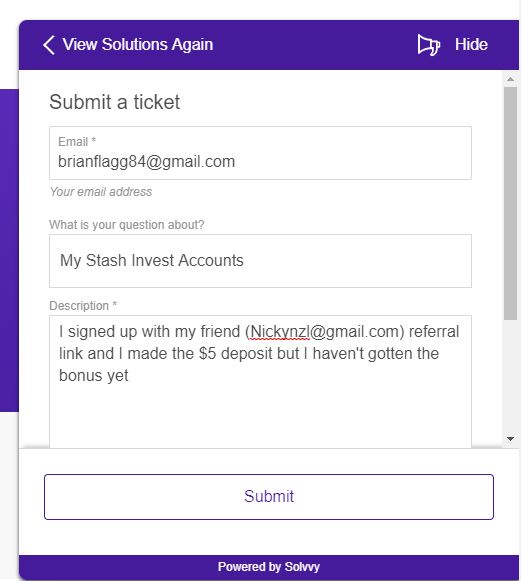 View Solutions Again
Hide
Submit a ticket
Email *
brianflagg84@gmail.com
Your email address
What is your question about?
My Stash Invest Accounts
Description *
I signed up with my friend (Nickynzl@gmail.com) referral
link and I made the $5 deposit but I haven't gotten the
bonus yet
Submit
Powered by Solvvy